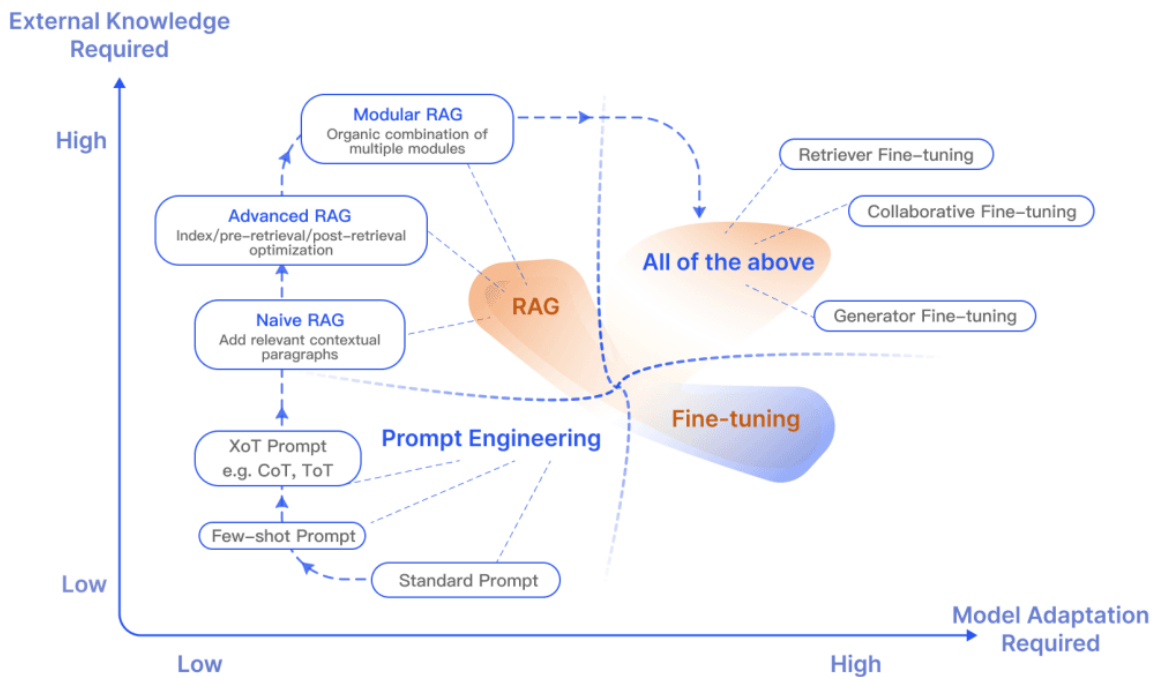 External Knowledge
Required
High
Modular RAG
Organic combination of
multiple modules
Retriever Fine-tuning
Collaborative Fine-tuning
Advanced RAG
Index/pre-retrieval/post-retrieval
optimization
All of the above
RAG
Generator Fine-tuning
Naive RAG
Add relevant contextual
paragraphs
Fine-tuning
Prompt Engineering
XoT Prompt
e.g. CoT, ToT
Few-shot Prompt
Standard Prompt
Low
Model Adaptation
Required
Low
High